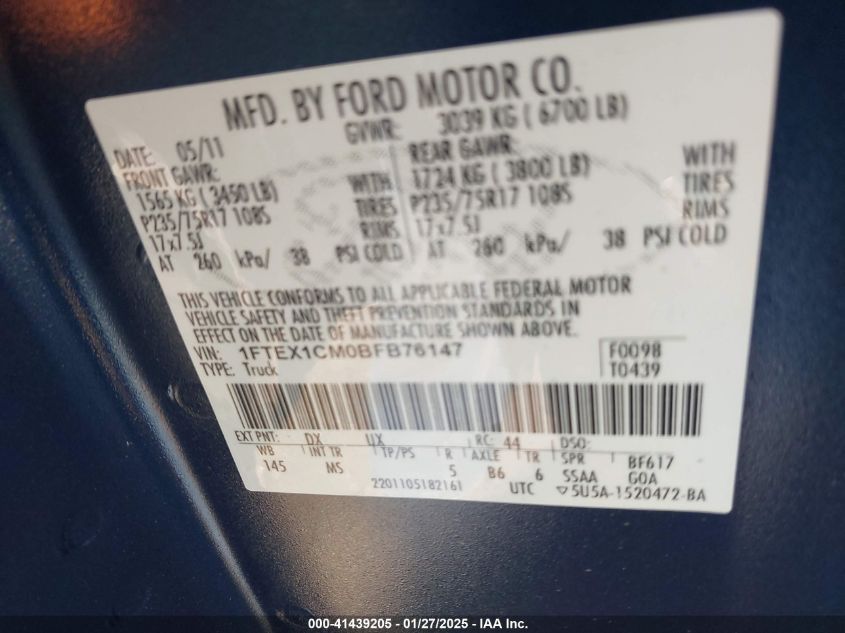 MFD. BY FORD MOTOR CO.
DATE: 05/11 GVWR: 3039 KG ( 6700 LB)
FRONT GAWR: REAR GAWR:
1565 KG ( 3450 LB) WITH 1724 KG ( 3800 LB) WITH
P235/75R17 108S TIRES P235/75R17 108S TIRES
17x7.5J RIMS 17x7.5J RIMS
AT 260 kPa/ 38 PSI COLD AT 260 kPa/ 38 PSI COLD
THIS VEHICLE CONFORMS TO ALL APPLICABLE FEDERAL MOTOR
VEHICLE SAFETY AND THEFT PREVENTION STANDARDS IN
EFFECT ON THE DATE OF MANUFACTURE SHOWN ABOVE.
VIN: 1FTEX1CM0BFB76147 F0098
TYPE: Truck T0439
EXT PNT: DX UX RC: 44 DSO:
WB INT TR TP/PS R AXLE TR SPR BF617
145 MS 5 B6 6 SSAA GOA
2201105182161 UTC ▽5U5A-1520472-BA
000-41439205 - 01/27/2025 - IAA Inc.